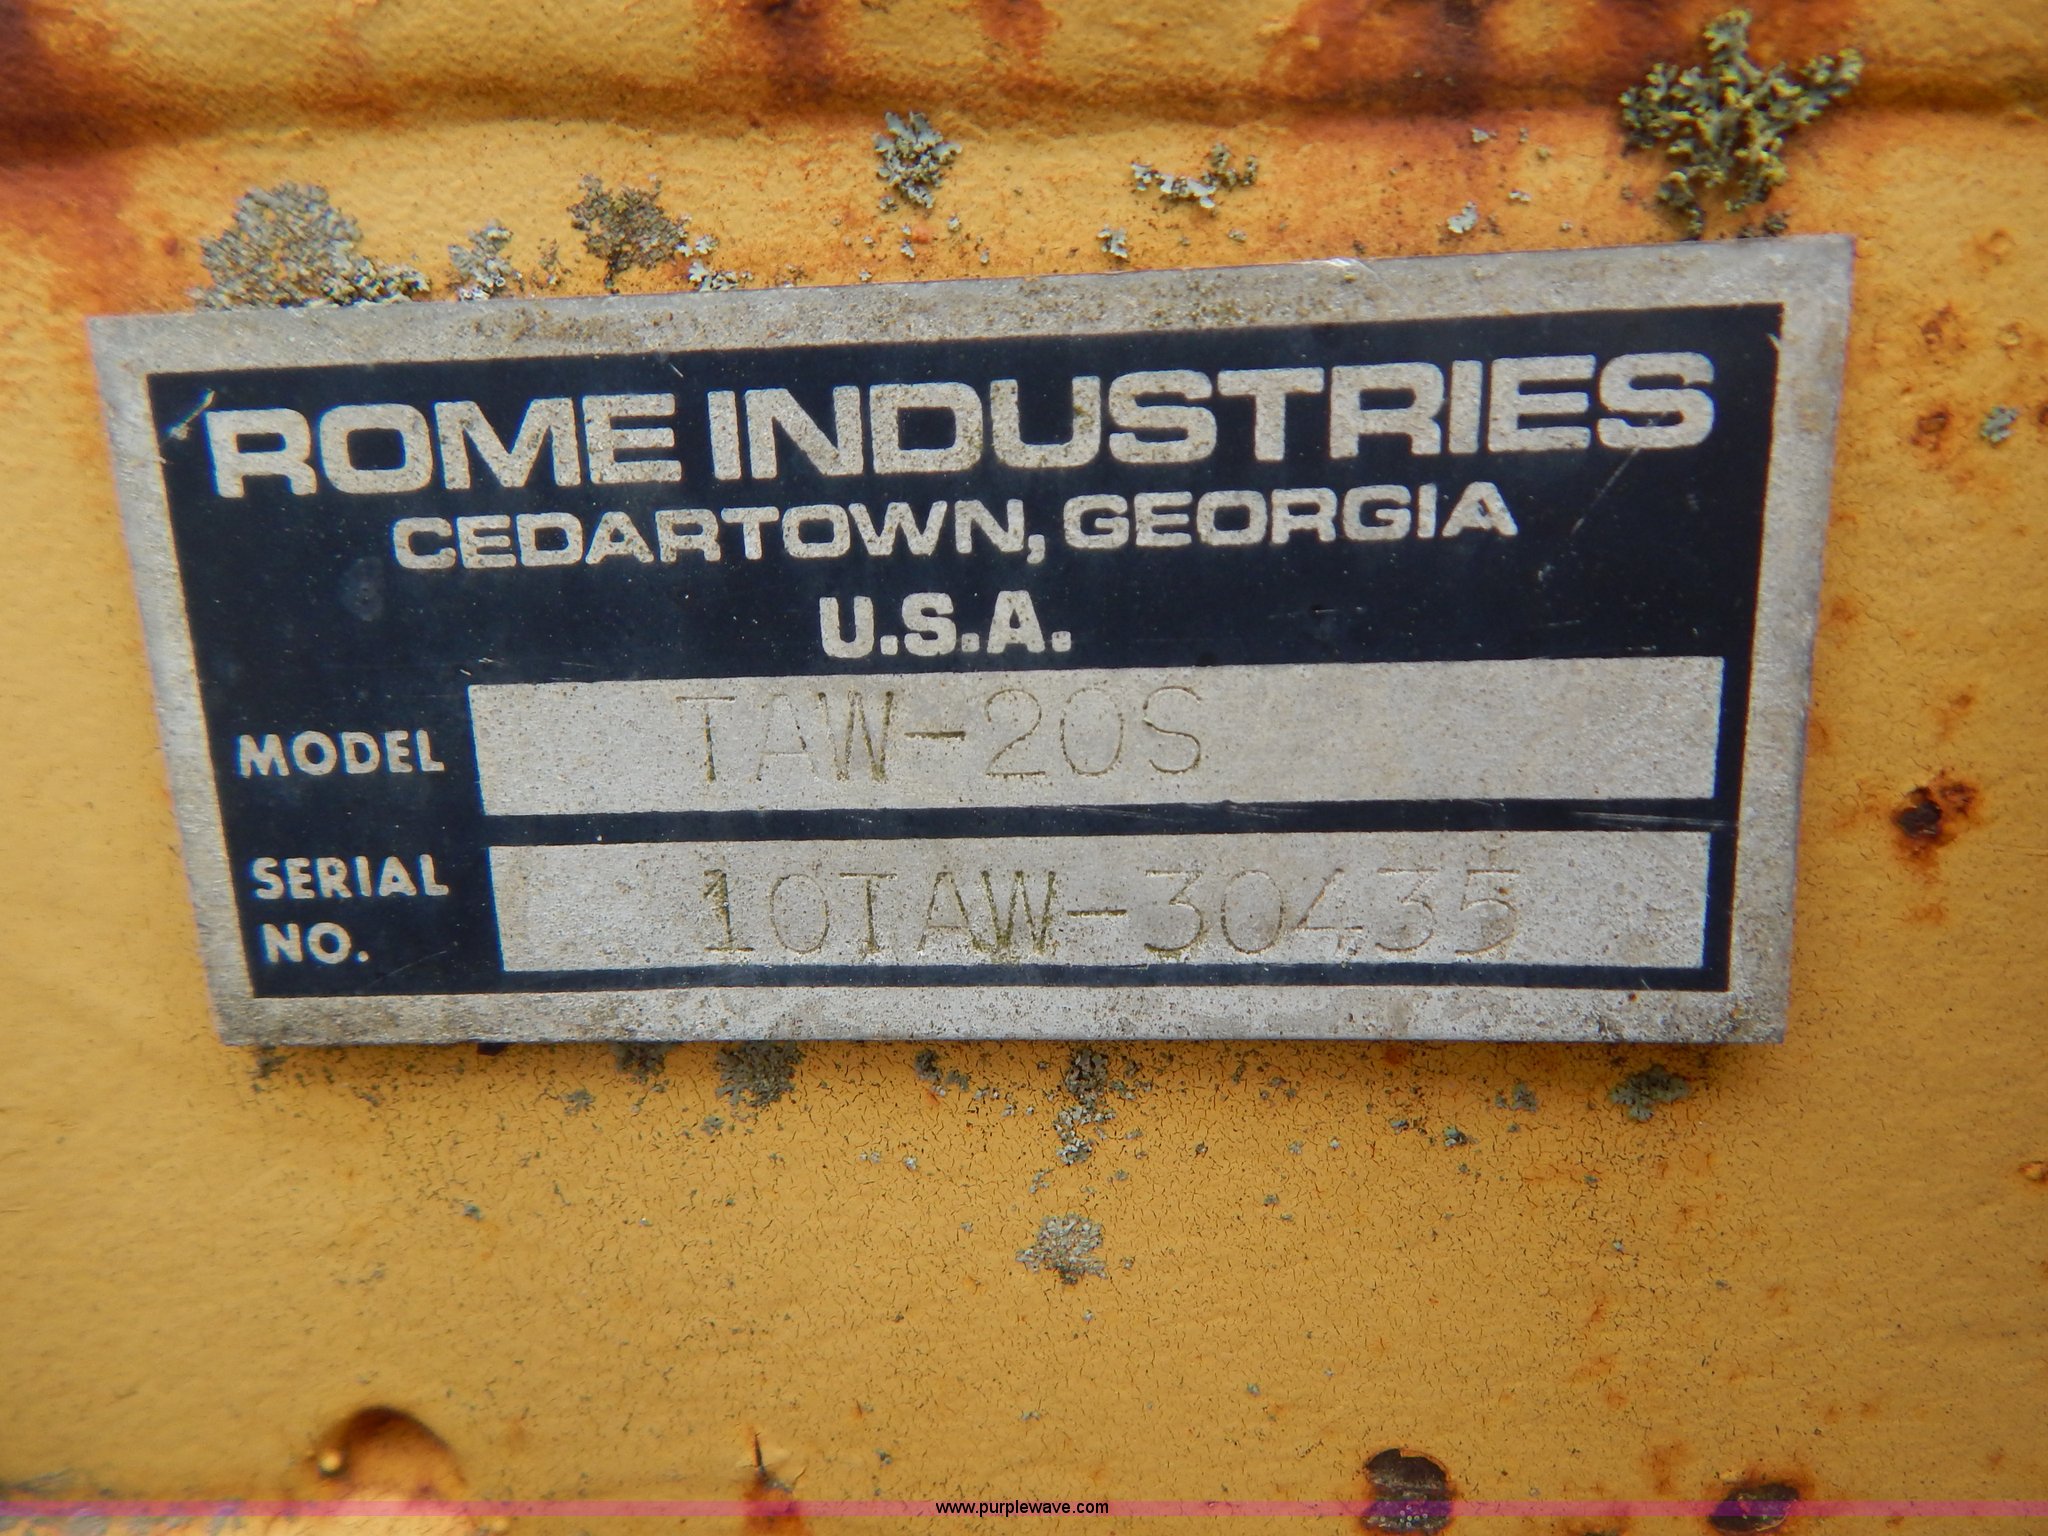 ROME INDUSTRIES
CEDARTOWN, GEORGIA
U.S.A.
MODEL TAW-20S
SERIAL NO. 10TAW-30435
www.purplewave.com